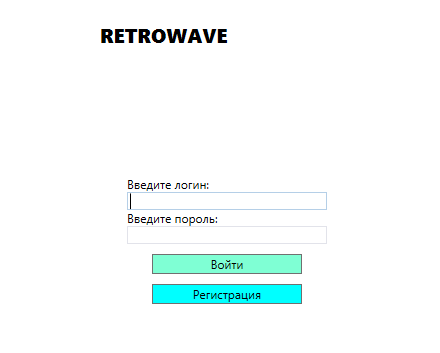 RETROWAVE
Введите логин:
Введите пороль:
Войти
Регистрация